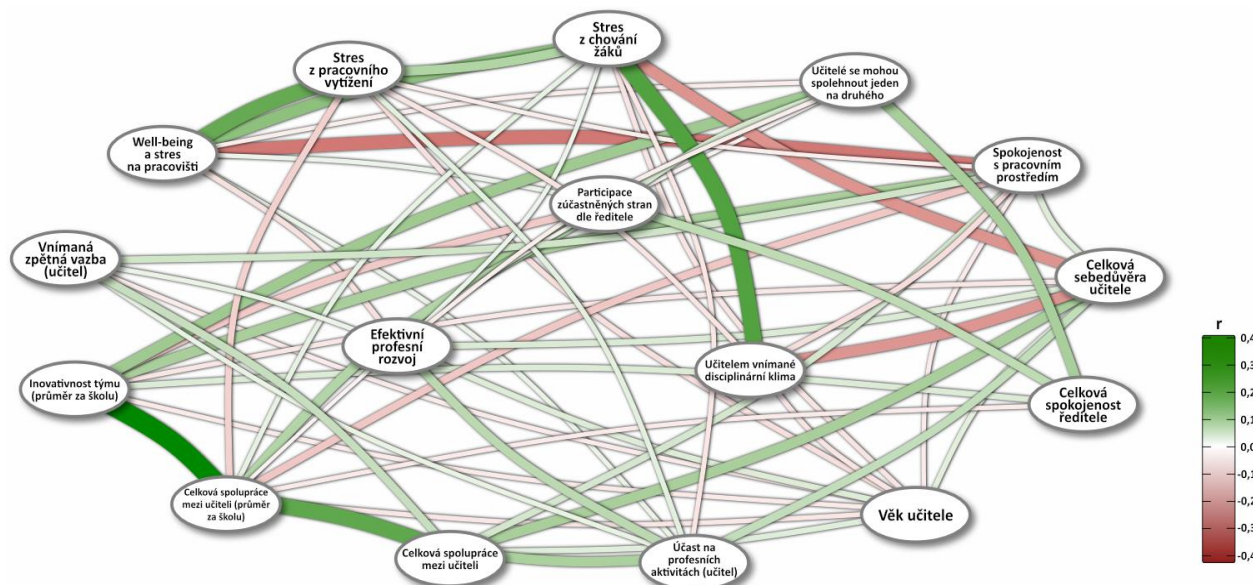 Stres
z chování
žáků
Stres
z pracovního
vytížení
Učitelé se mohou
spolehnout jeden
na druhého
Well-being
a stres
na pracovišti
Spokojenost
s pracovním
prostředím
Participace
zúčastněných stran
dle ředitele
Vnímaná
zpětná vazba
(učitel)
Celková
sebedůvěra
učitele
Efektivní
profesní
rozvoj
Učitelem vnímané
disciplinární klima
Inovativnost týmu
(průměr za školu)
Celková
spokojenost
ředitele
Celková spolupráce
mezi učiteli (průměr
za školu)
Věk učitele
Celková spolupráce
mezi učiteli
Účast na
profesních
aktivitách (učitel)
r
0,4
0,3
0,2
0,1
0,0
-0,1
-0,2
-0,3
-0,4